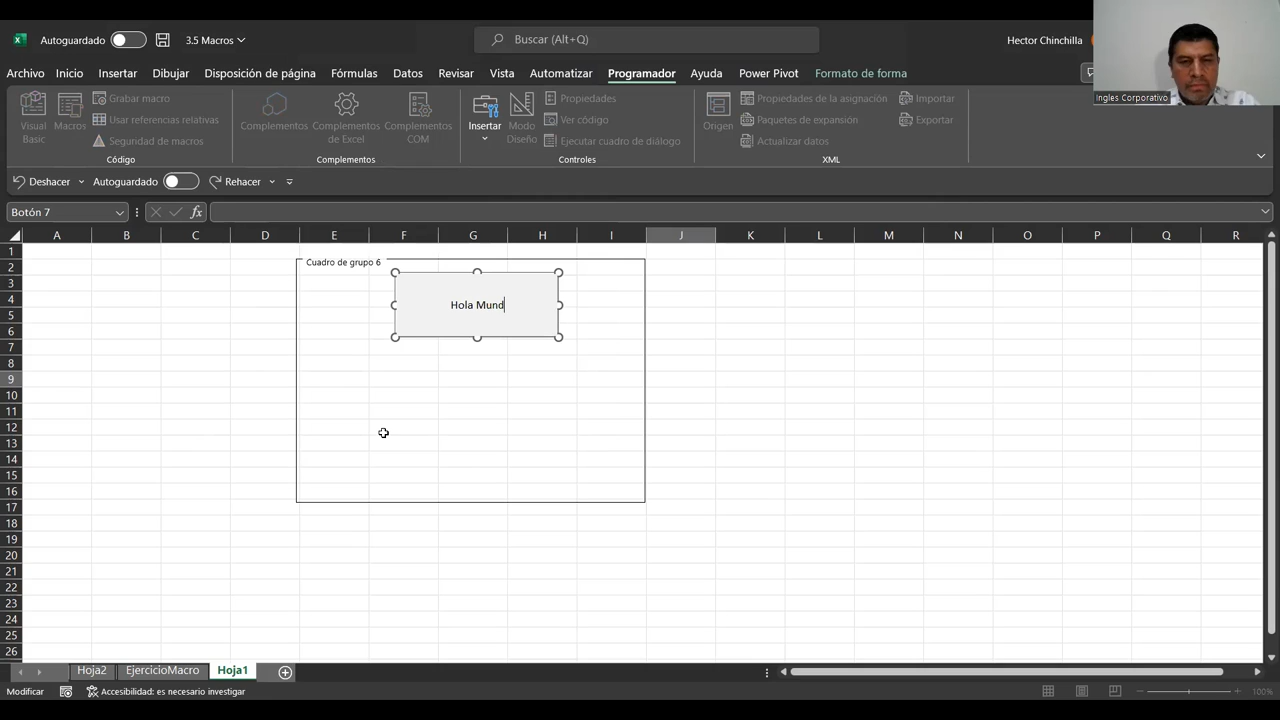 Autoguardado
3.5 Macros
Buscar (Alt+Q)
Hector Chinchilla
Ingles Corporativo
Archivo
Inicio
Insertar
Dibujar
Disposición de página
Fórmulas
Datos
Revisar
Vista
Automatizar
Programador
Ayuda
Power Pivot
Formato de forma
Visual
Basic
Macros
Grabar macro
Usar referencias relativas
Seguridad de macros
Código
Complementos
Complementos
de Excel
Complementos
COM
Complementos
Insertar
Modo
Diseño
Propiedades
Ver código
Ejecutar cuadro de diálogo
Controles
Origen
Propiedades de la asignación
Paquetes de expansión
Actualizar datos
Importar
Exportar
XML
Deshacer
Autoguardado
Rehacer
Botón 7
fx
A B C D E F G H I J K L M N O P Q R
1
2
3
4
5
6
7
8
9
10
11
12
13
14
15
16
17
18
19
20
21
22
23
24
25
26
Cuadro de grupo 6
Hola Mund
Hoja2
EjercicioMacro
Hoja1
Modificar
Accesibilidad: es necesario investigar
100%